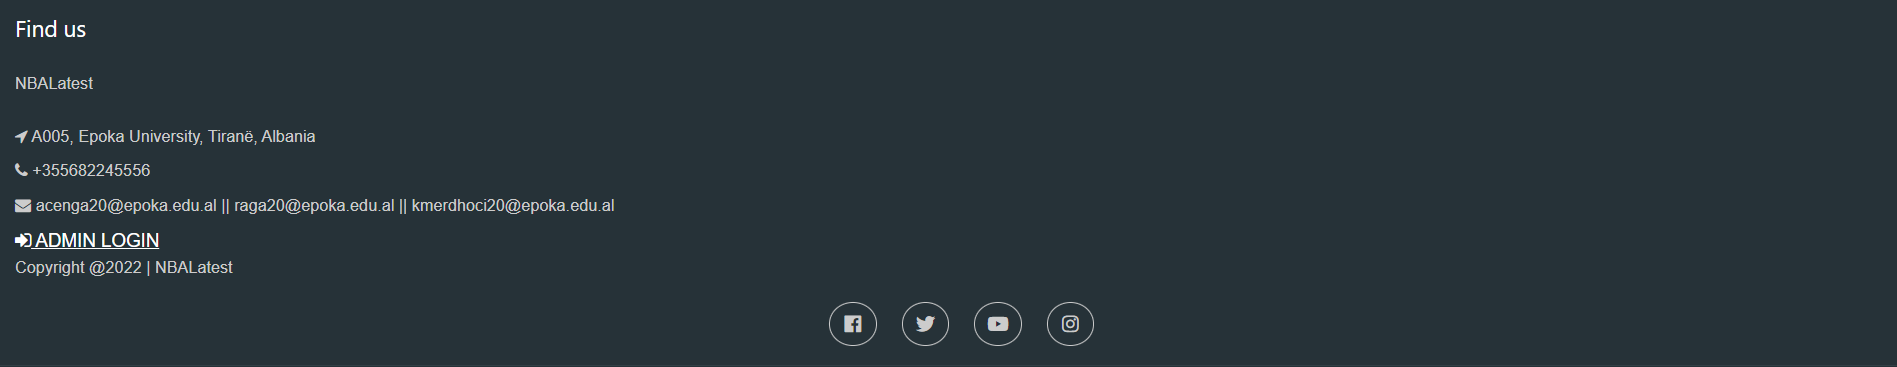 Find us
NBALatest
A005, Epoka University, Tiranë, Albania
+355682245556
acenga20@epoka.edu.al || raga20@epoka.edu.al || kmerdhoci20@epoka.edu.al
ADMIN LOGIN
Copyright @2022 | NBALatest